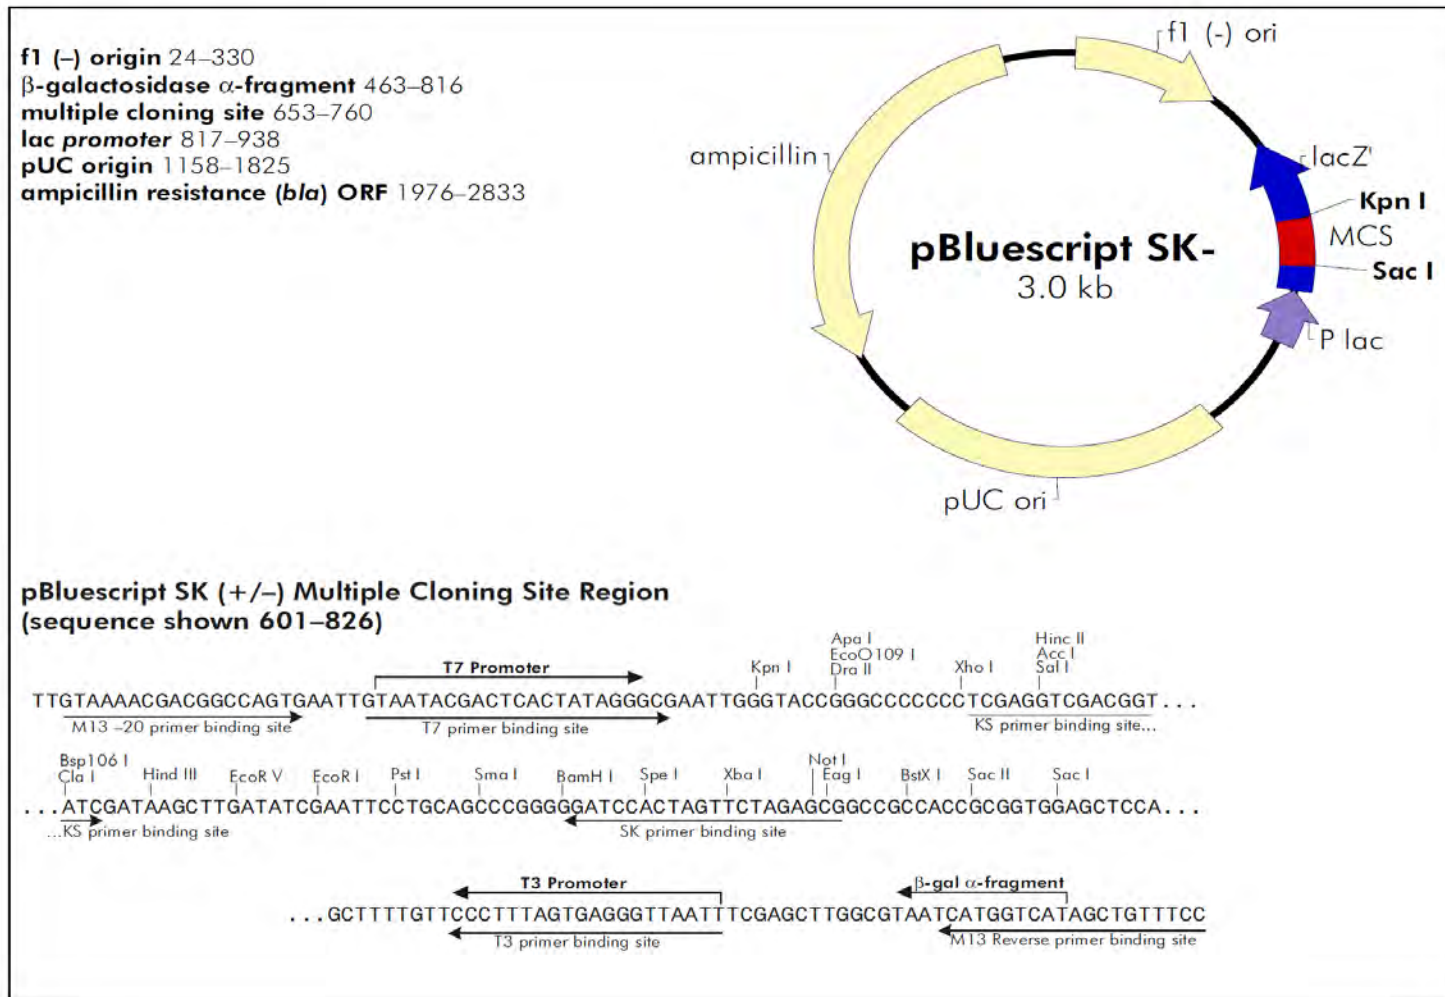 f1 (–) origin 24–330
β-galactosidase α-fragment 463–816
multiple cloning site 653–760
lac promoter 817–938
pUC origin 1158–1825
ampicillin resistance (bla) ORF 1976–2833
f1 (-) ori
ampicillin
lacZ'
Kpn I
MCS
Sac I
pBluescript SK-
3.0 kb
P lac
pUC ori
pBluescript SK (+/–) Multiple Cloning Site Region
(sequence shown 601–826)
Apa I Hinc II
EcoO109 I Acc I
T7 Promoter Kpn I Dra II Xho I Sal I
TTGTAAAACGACGGCCAGTGAATTGTAATACGACTCACTATAGGGCGAATTGGGTACCGGGCCCCCCCTCGAGGTCGACGGT...
M13 –20 primer binding site T7 primer binding site KS primer binding site...
Bsp106 I Not I
Cla I Hind III EcoR V EcoR I Pst I Sma I BamH I Spe I Xba I Eag I BstX I Sac II Sac I
...ATCGATAAGCTTGATATCGAATTCCTGCAGCCCGGGGGATCCACTAGTTCTAGAGCGGCCGCCACCGCGGTGGAGCTCCA...
...KS primer binding site SK primer binding site
T3 Promoter β-gal α-fragment
...GCTTTTGTTCCCTTTAGTGAGGGTTAATTTCGAGCTTGGCGTAATCATGGTCATAGCTGTTTCC
T3 primer binding site M13 Reverse primer binding site